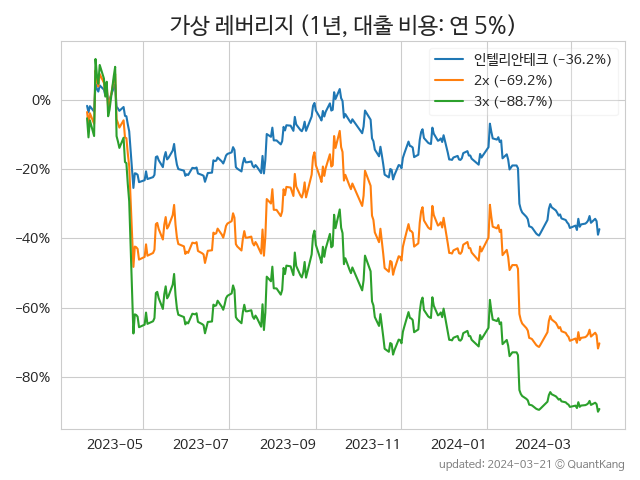 가상 레버리지 (1년, 대출 비용: 연 5%)
인텔리안테크 (−36.2%)
2x (−69.2%)
3x (−88.7%)
0%
−20%
−40%
−60%
−80%
2023−05 2023−07 2023−09 2023−11 2024−01 2024−03
updated: 2024−03−21 © QuantKang